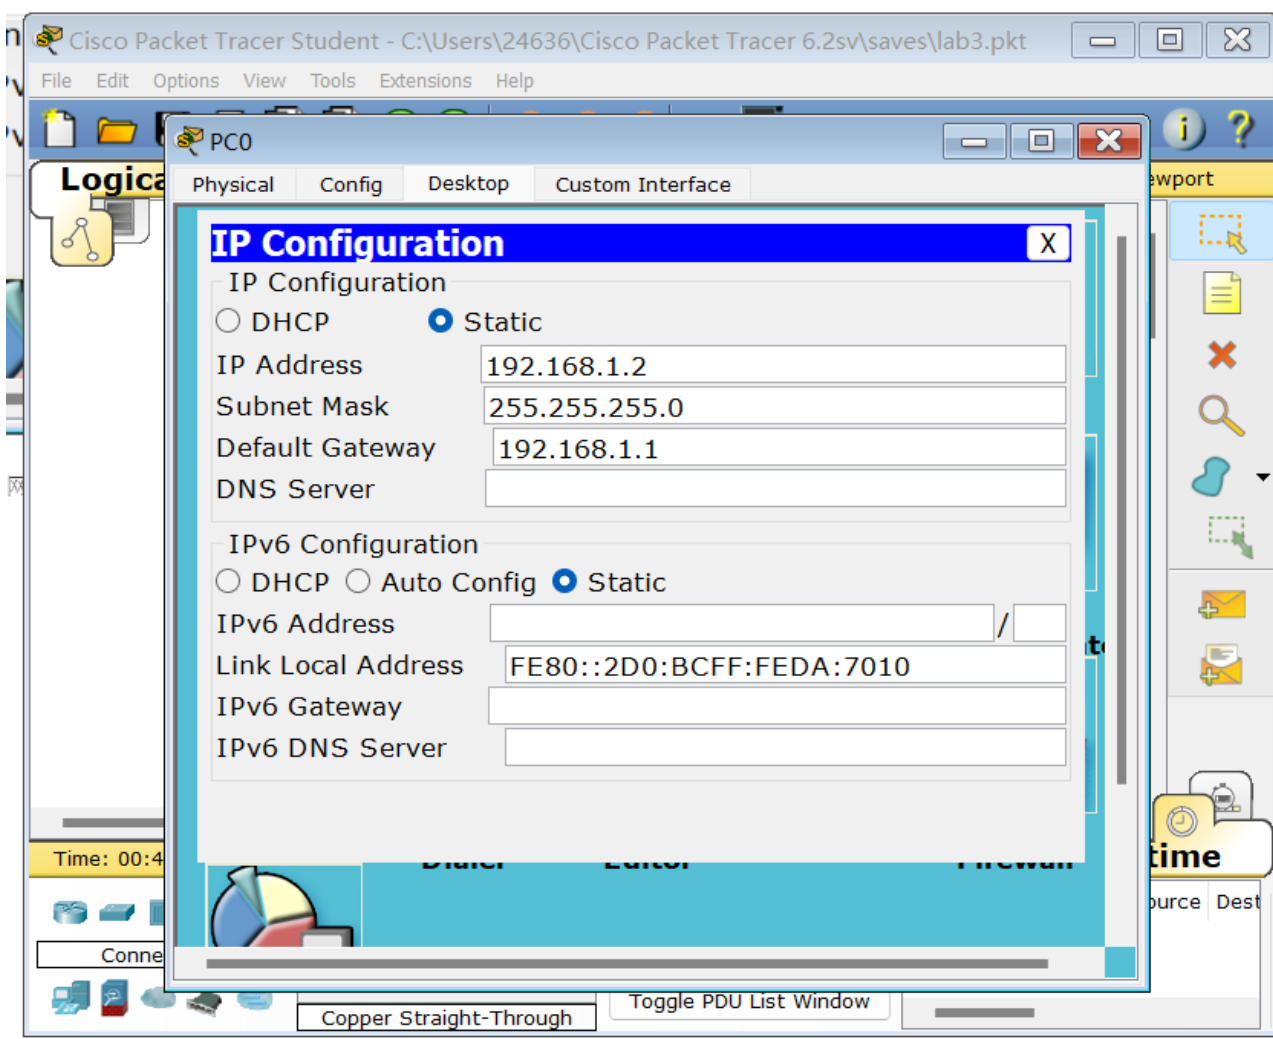 Cisco Packet Tracer Student - C:\Users\24636\Cisco Packet Tracer 6.2sv\saves\lab3.pkt
File Edit Options View Tools Extensions Help
PC0
Physical Config Desktop Custom Interface
IP Configuration
X
IP Configuration
DHCP Static
IP Address 192.168.1.2
Subnet Mask 255.255.255.0
Default Gateway 192.168.1.1
DNS Server
IPv6 Configuration
DHCP Auto Config Static
IPv6 Address /
Link Local Address FE80::2D0:BCFF:FEDA:7010
IPv6 Gateway
IPv6 DNS Server
Time: 00:4
Dialer Editor Firewall
time
Dest
Conne
Toggle PDU List Window
Copper Straight-Through